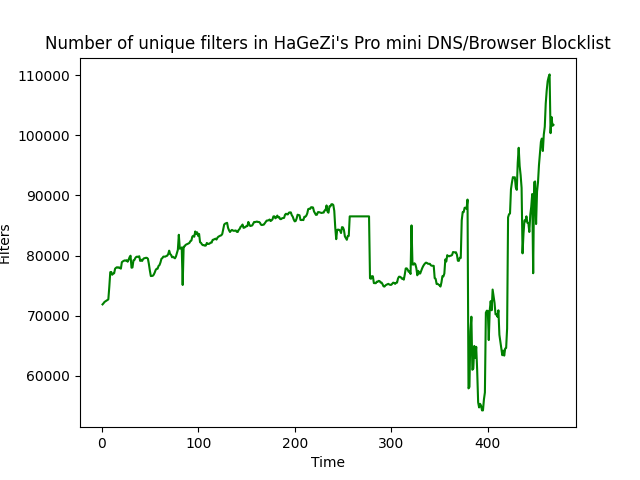 Number of unique filters in HaGeZi's Pro mini DNS/Browser Blocklist
110000
100000
90000
80000
70000
60000
Filters
0 100 200 300 400
Time